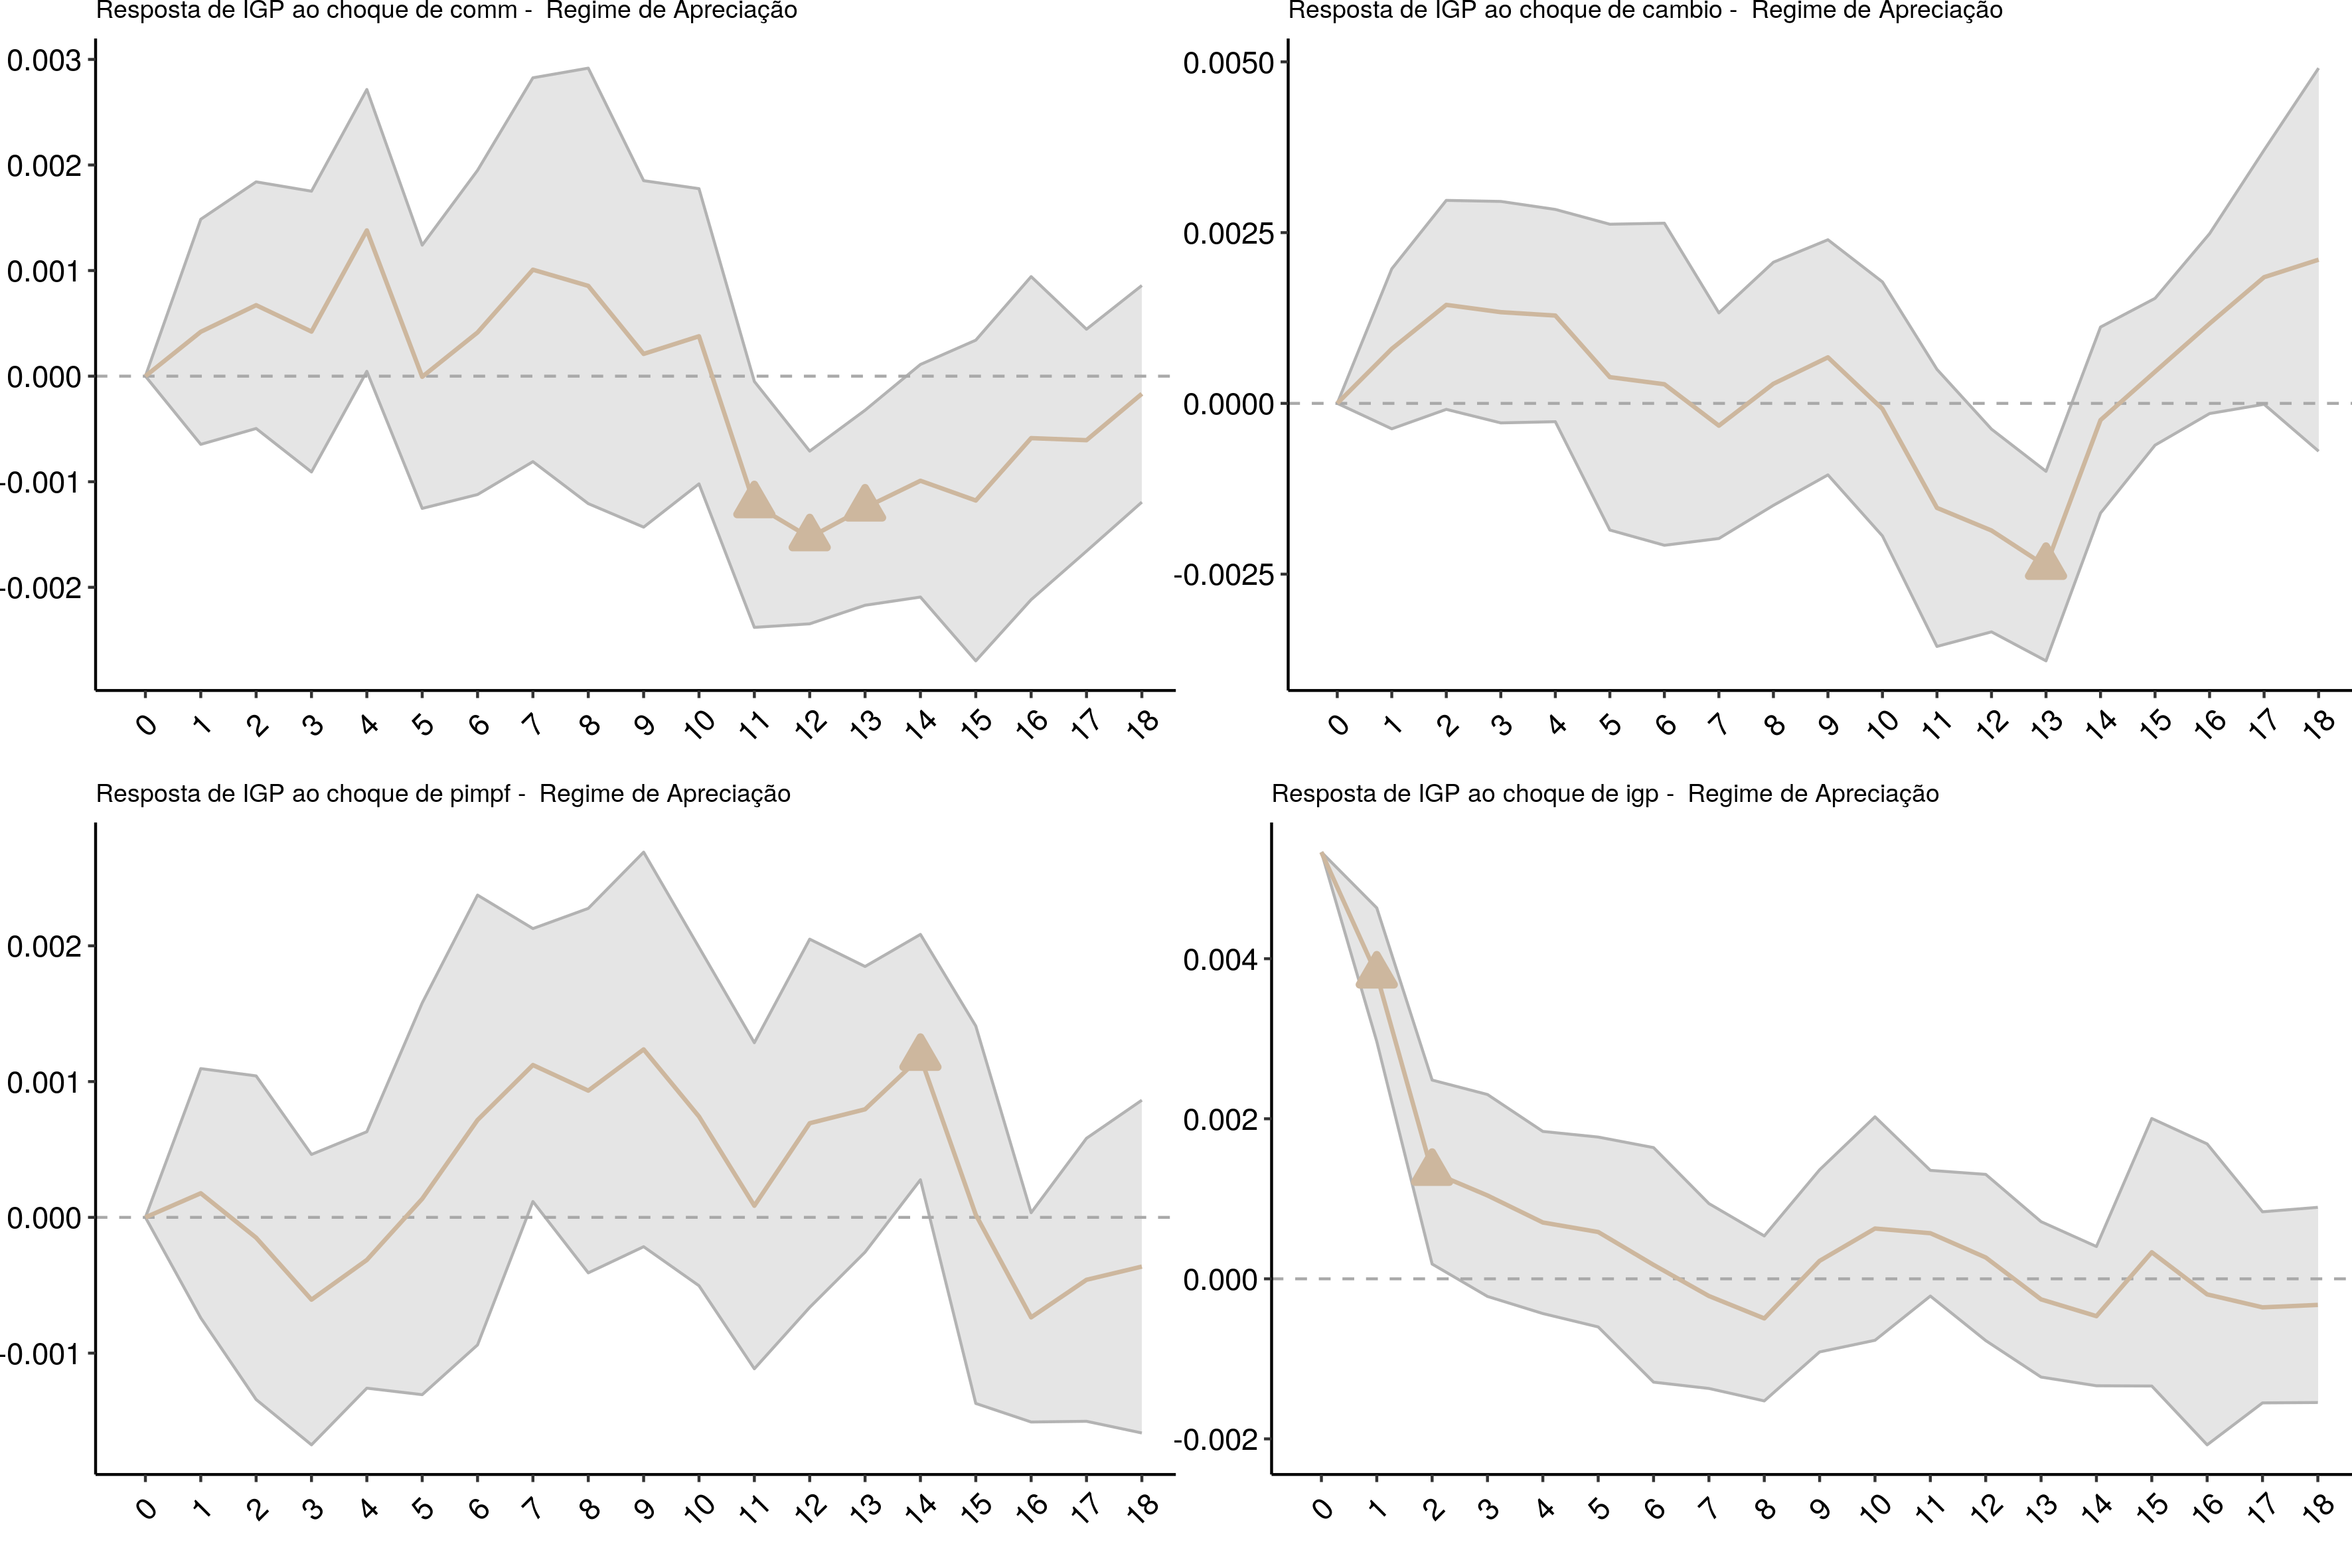 Resposta de IGP ao choque de comm -  Regime de Apreciação
0.003
0.002
0.001
0.000
-0.001
-0.002
0 1 2 3 4 5 6 7 8 9 10 11 12 13 14 15 16 17 18
Resposta de IGP ao choque de cambio -  Regime de Apreciação
0.0050
0.0025
0.0000
-0.0025
0 1 2 3 4 5 6 7 8 9 10 11 12 13 14 15 16 17 18
Resposta de IGP ao choque de pimpf -  Regime de Apreciação
0.002
0.001
0.000
-0.001
0 1 2 3 4 5 6 7 8 9 10 11 12 13 14 15 16 17 18
Resposta de IGP ao choque de igp -  Regime de Apreciação
0.004
0.002
0.000
-0.002
0 1 2 3 4 5 6 7 8 9 10 11 12 13 14 15 16 17 18